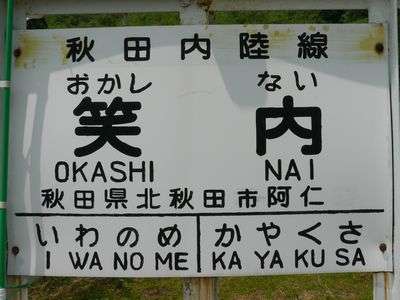 秋田内陸線
おかし ない
笑 内
OKASHI NAI
秋田県北秋田市阿仁
いわのめ かやくさ
I WA NO ME KA YA KU SA